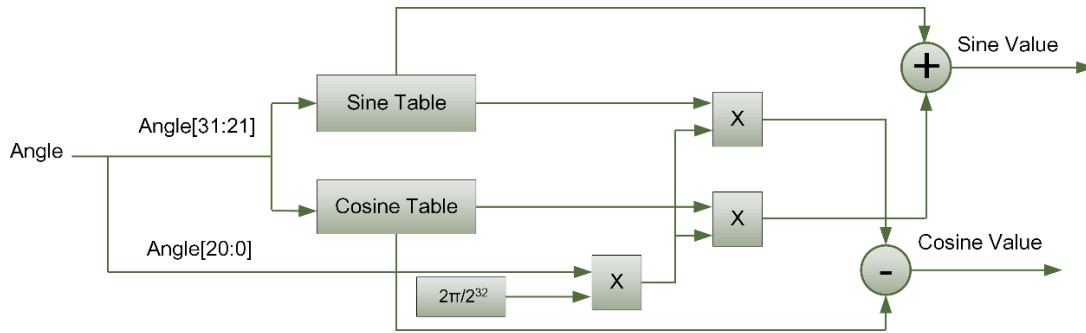 Sine Value
+
Sine Table
X
Angle[31:21]
Angle
Cosine Table
X
Angle[20:0]
Cosine Value
X
-
2π/2³²